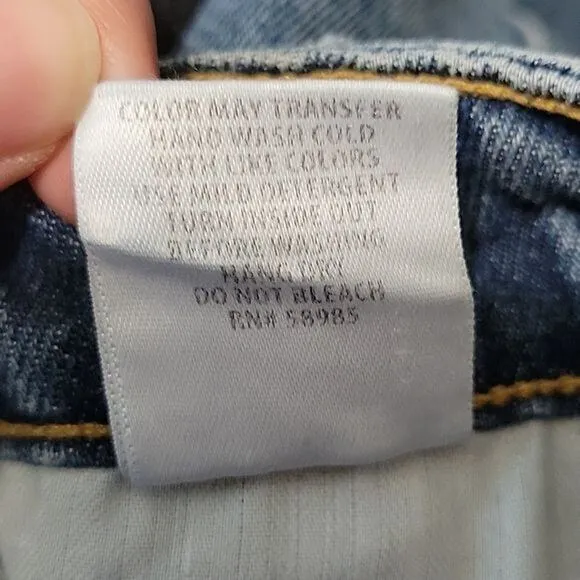 COLOR MAY TRANSFER
HAND WASH COLD
WITH LIKE COLORS
USE MILD DETERGENT
TURN INSIDE OUT
BEFORE WASHING
HANG DRY
DO NOT BLEACH
RN# 58985